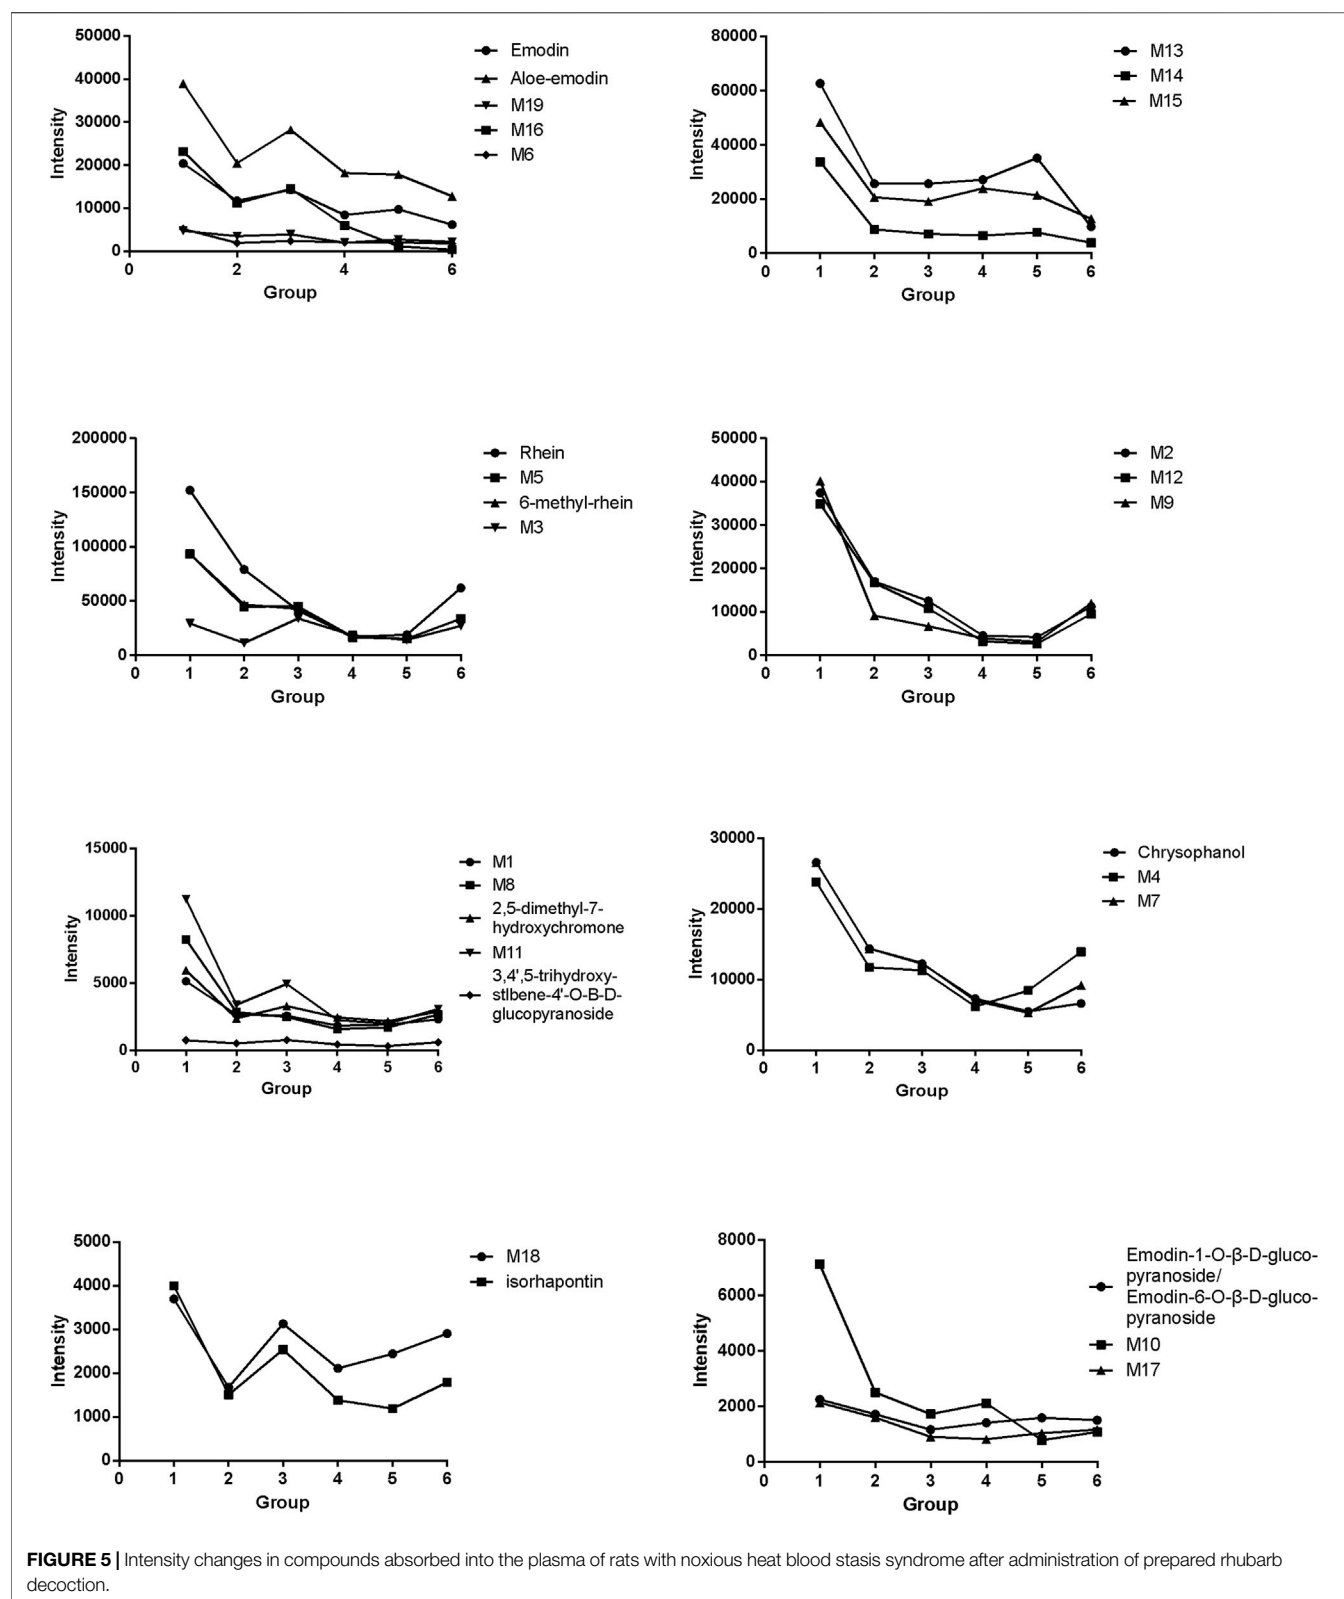 50000
40000
30000
20000
10000
0
Intensity
0
2
4
6
Group
Emodin
Aloe-emodin
M19
M16
M6
80000
60000
40000
20000
0
Intensity
0
1
2
3
4
5
6
Group
M13
M14
M15
200000
150000
100000
50000
0
Intensity
0
1
2
3
4
5
6
Group
Rhein
M5
6-methyl-rhein
M3
50000
40000
30000
20000
10000
0
Intensity
0
1
2
3
4
5
6
Group
M2
M12
M9
15000
10000
5000
0
Intensity
0
1
2
3
4
5
6
Group
M1
M8
2,5-dimethyl-7-
hydroxychromone
M11
3,4',5-trihydroxy-
stlbene-4'-O-B-D-
glucopyranoside
30000
20000
10000
0
Intensity
0
1
2
3
4
5
6
Group
Chrysophanol
M4
M7
5000
4000
3000
2000
1000
0
Intensity
0
1
2
3
4
5
6
Group
M18
isorhapontin
8000
6000
4000
2000
0
Intensity
0
1
2
3
4
5
6
Group
Emodin-1-O-β-D-gluco-
pyranoside/
Emodin-6-O-β-D-gluco-
pyranoside
M10
M17
FIGURE 5 | Intensity changes in compounds absorbed into the plasma of rats with noxious heat blood stasis syndrome after administration of prepared rhubarb
decoction.